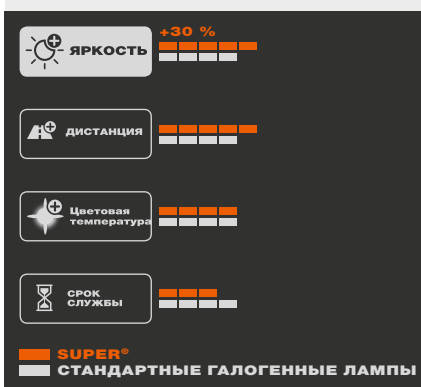 +30 %
ЯРКОСТЬ
ДИСТАНЦИЯ
Цветовая
температура
СРОК
СЛУЖБЫ
SUPER®
СТАНДАРТНЫЕ ГАЛОГЕННЫЕ ЛАМПЫ